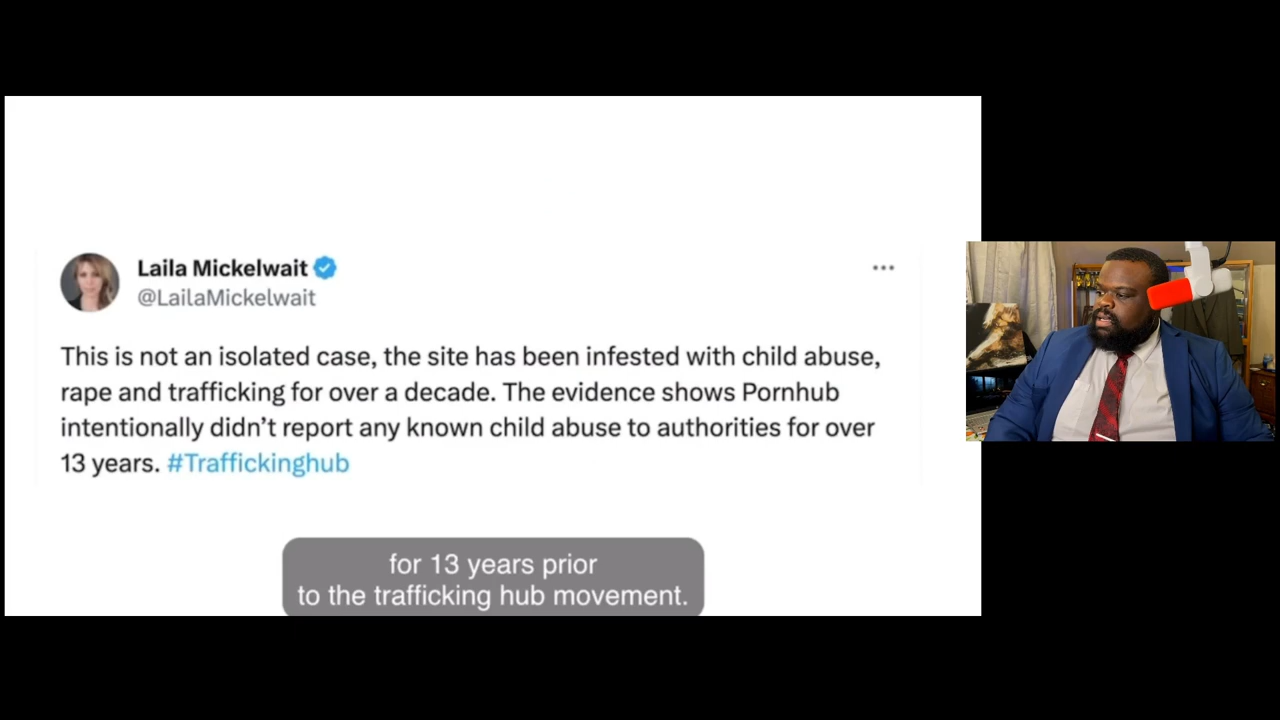 Laila Mickelwait
@LailaMickelwait
This is not an isolated case, the site has been infested with child abuse,
rape and trafficking for over a decade. The evidence shows Pornhub
intentionally didn’t report any known child abuse to authorities for over
13 years. #Traffickinghub
for 13 years prior
to the trafficking hub movement.